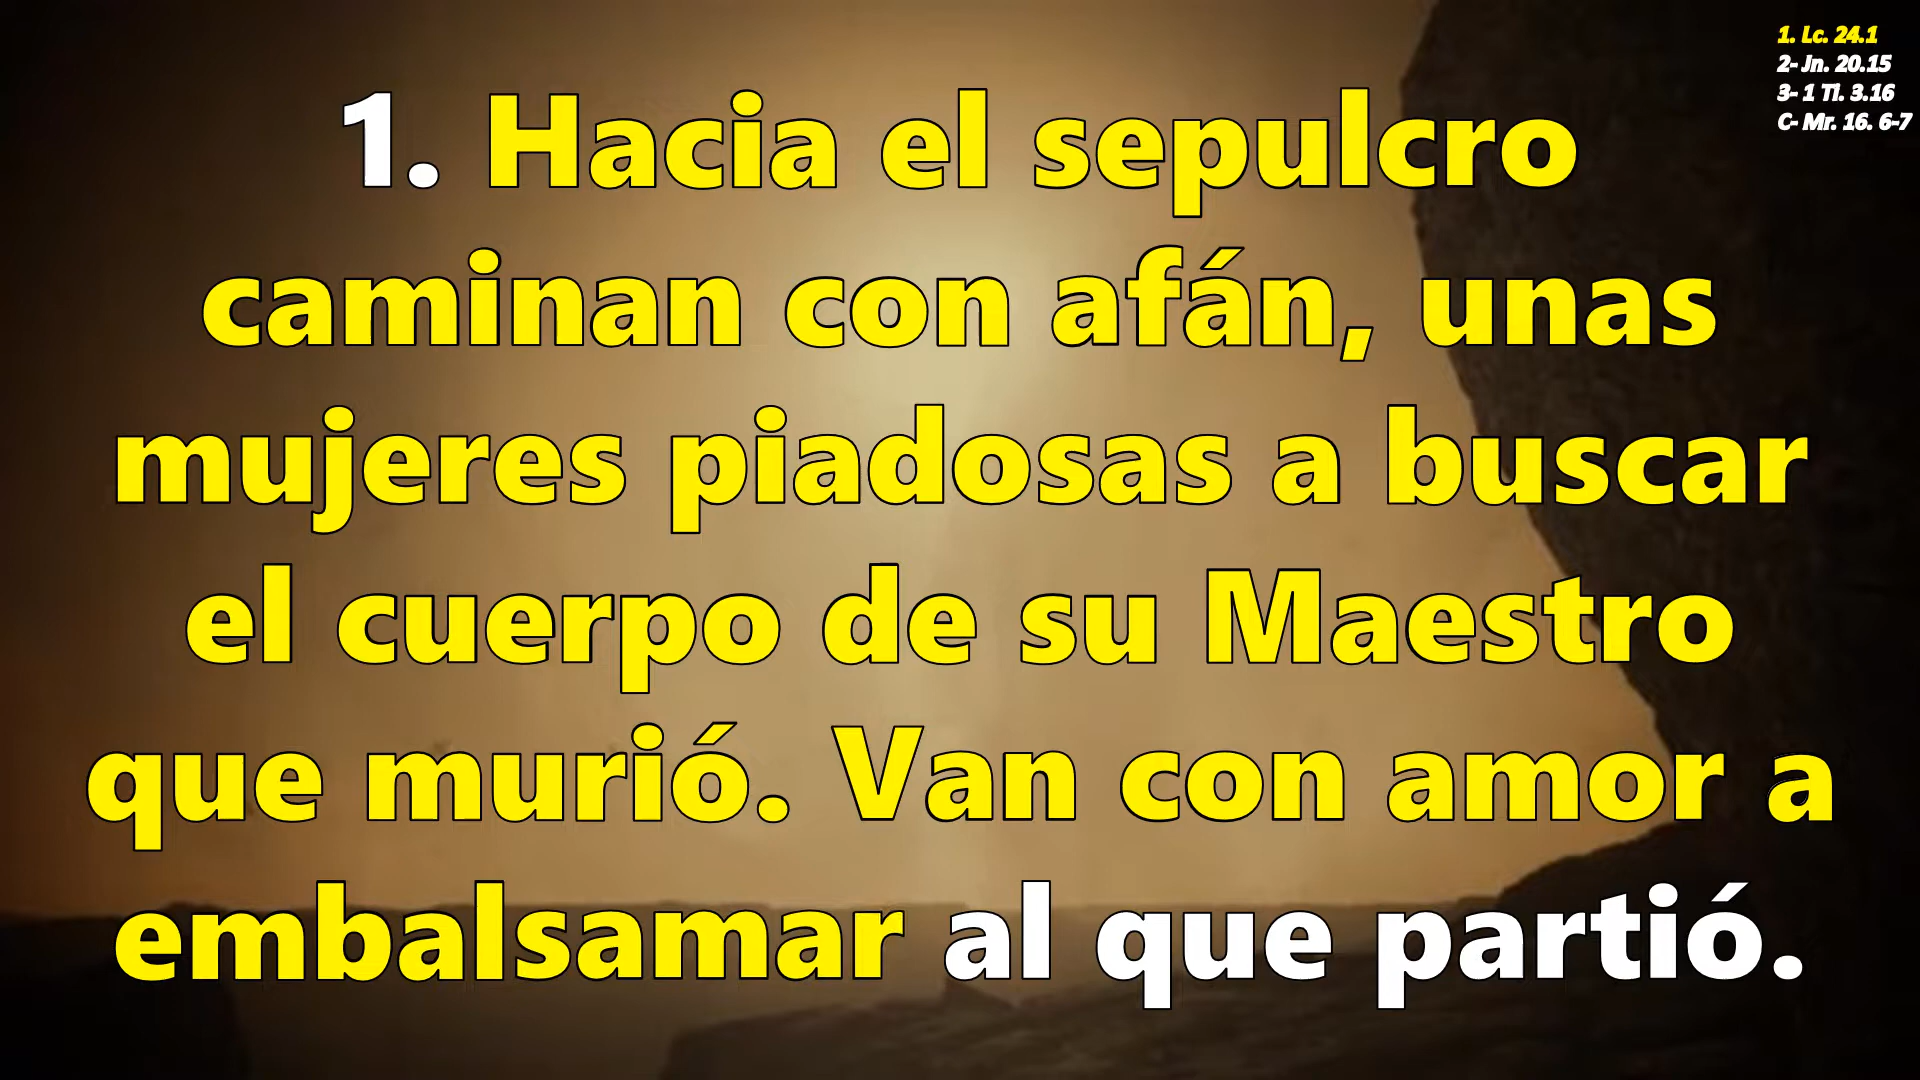 1. Lc. 24.1
2- Jn. 20.15
3- 1 Ti. 3.16
C- Mr. 16. 6-7
1. Hacia el sepulcro
caminan con afán, unas
mujeres piadosas a buscar
el cuerpo de su Maestro
que murió. Van con amor a
embalsamar al que partió.